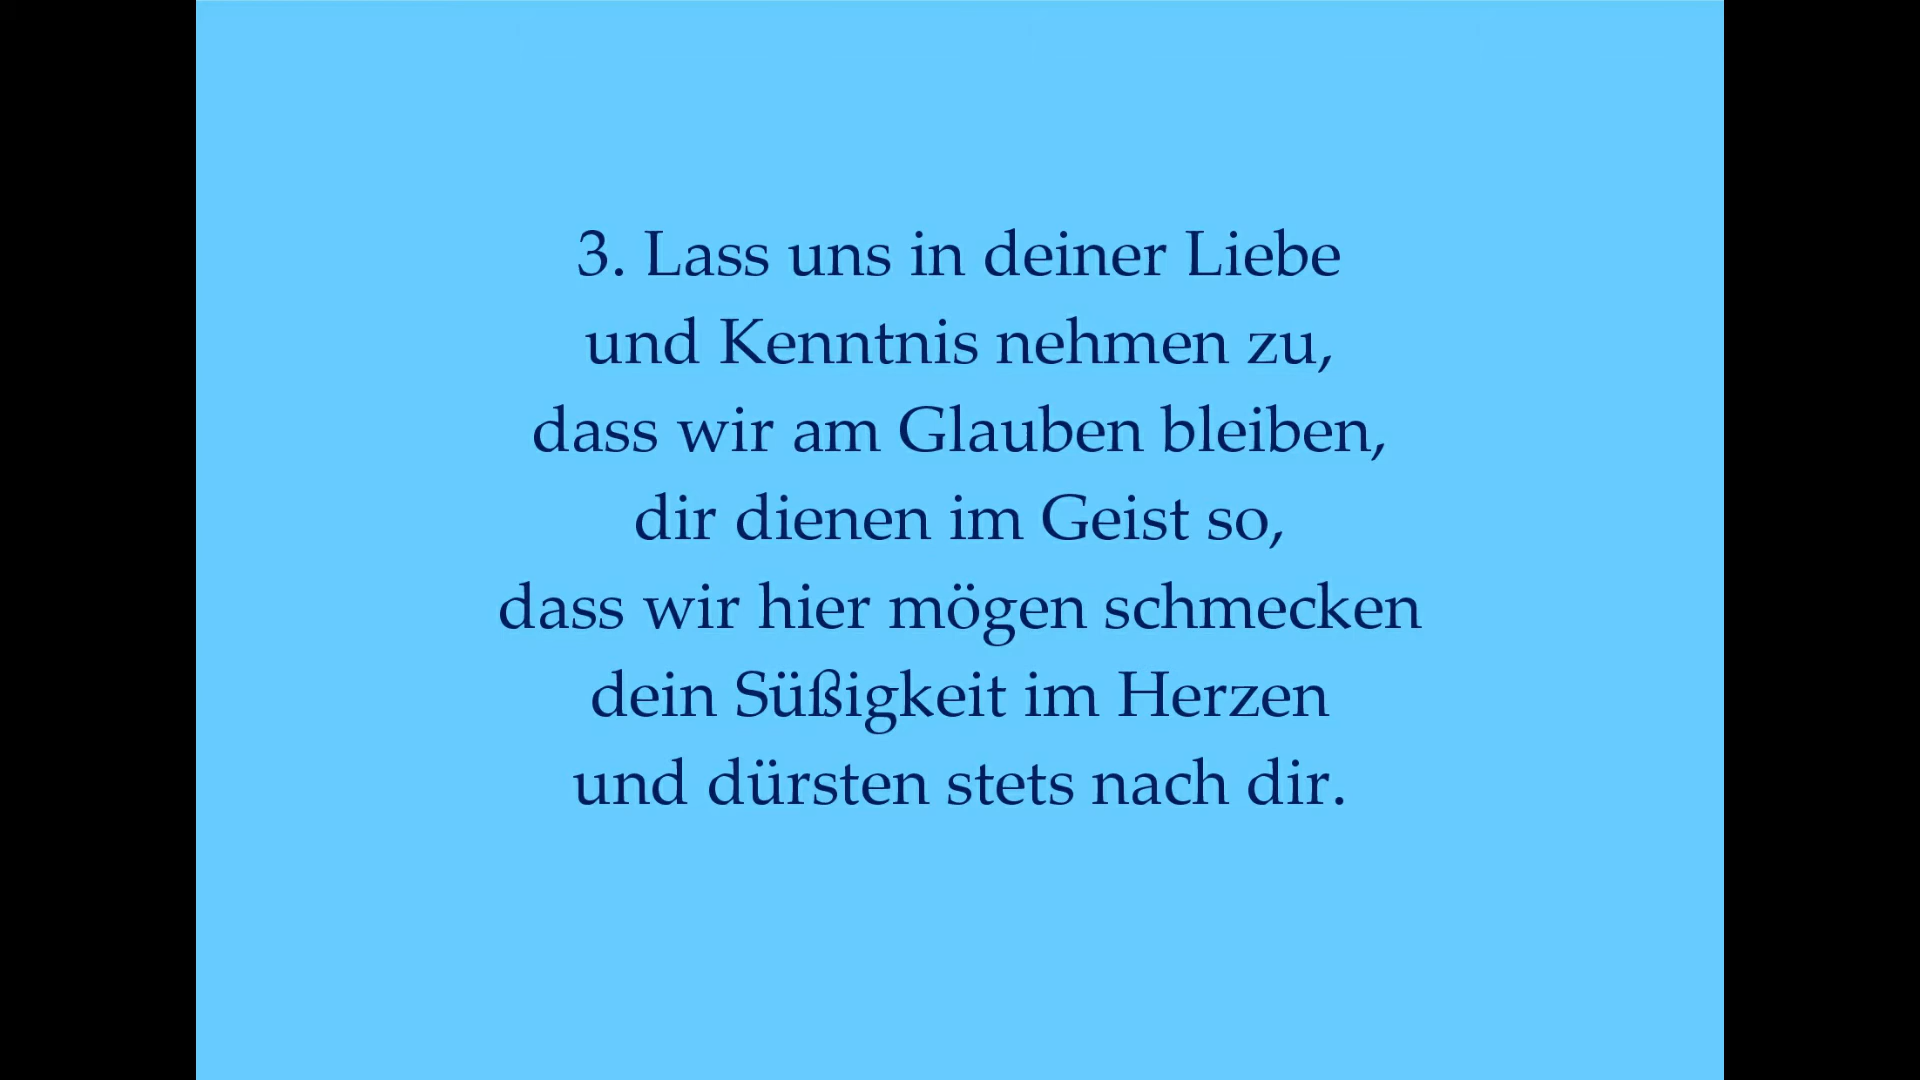 3. Lass uns in deiner Liebe
und Kenntnis nehmen zu,
dass wir am Glauben bleiben,
dir dienen im Geist so,
dass wir hier mögen schmecken
dein Süßigkeit im Herzen
und dürsten stets nach dir.